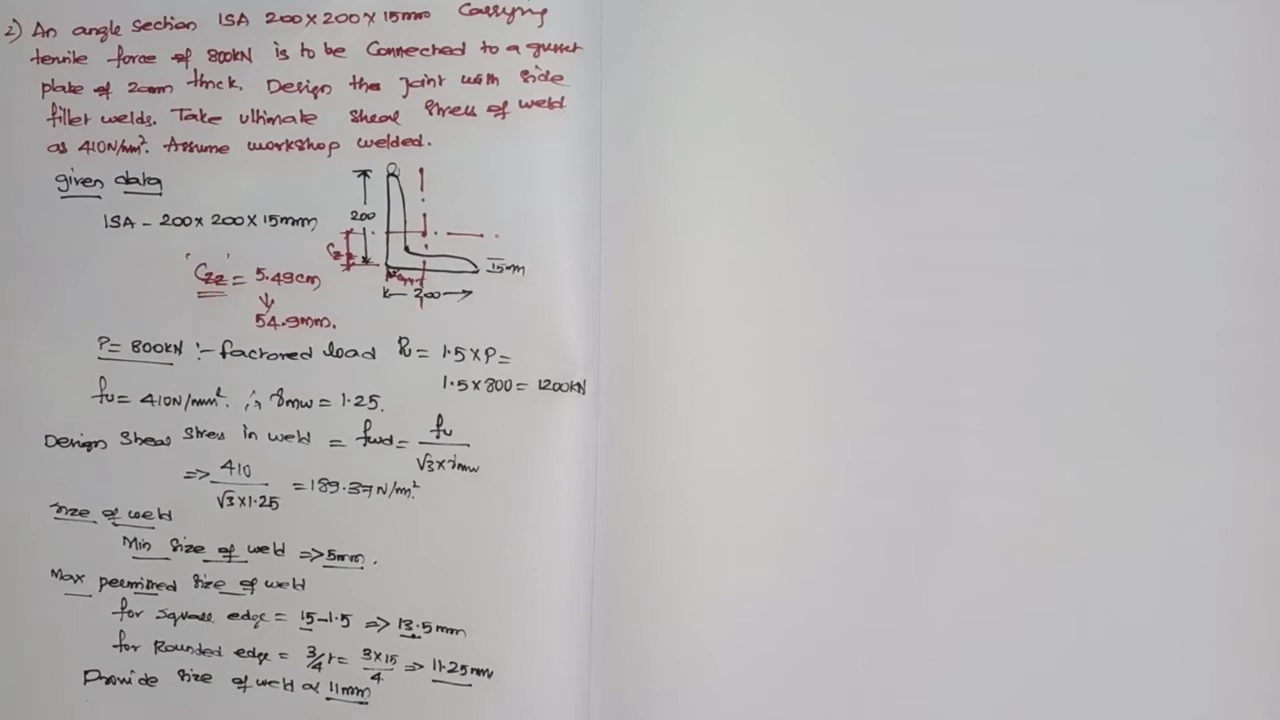 2) An angle section ISA 200×200×15mm Carrying
tensile force of 800KN is to be Connected to a gusset
plate of 20mm thick. Design the joint with side
fillet welds. Take ultimate shear stress of weld
as 410N/mm². Assume workshop welded.
given data
ISA - 200×200×15mm
200
Czz
15mm
200
'Czz' = 5.49cm
54.9mm.
P= 800KN :- factored load Pu = 1.5×P=
1.5×800= 1200KN
fu= 410N/mm². ;, γmw = 1.25.
Design Shear Stress in weld = fwd= fu/√3×γmw
=> 410/√3×1.25 = 189.37N/m².
size of weld
Min Size of weld => 5mm.
Max permitted size of weld
for square edge = 15-1.5 => 13.5mm
for Rounded edge = 3/4 t= 3×15/4 => 11.25mm
Provide size of weld as 11mm